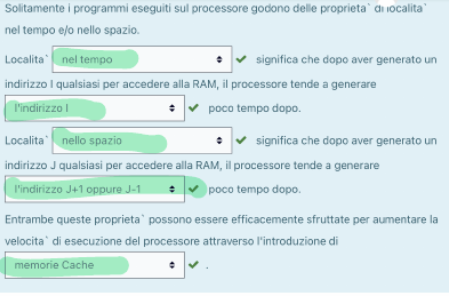 Solitamente i programmi eseguiti sul processore godono delle proprieta` di localita`
nel tempo e/o nello spazio.
Localita` nel tempo ✓ significa che dopo aver generato un
indirizzo I qualsiasi per accedere alla RAM, il processore tende a generare
l'indirizzo I ✓ poco tempo dopo.
Localita` nello spazio ✓ significa che dopo aver generato un
indirizzo J qualsiasi per accedere alla RAM, il processore tende a generare
l'indirizzo J+1 oppure J-1 ✓ poco tempo dopo.
Entrambe queste proprieta` possono essere efficacemente sfruttate per aumentare la
velocita` di esecuzione del processore attraverso l'introduzione di
memorie Cache ✓ .